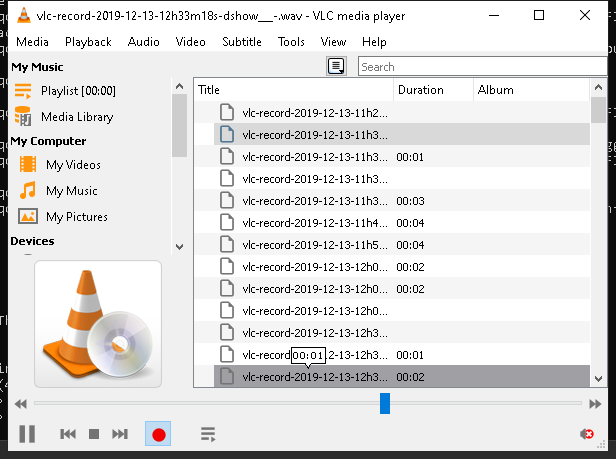 vlc-record-2019-12-13-12h33m18s-dshow___-.wav - VLC media player
Media Playback Audio Video Subtitle Tools View Help
My Music
Playlist [00:00]
Media Library
My Computer
My Videos
My Music
My Pictures
Devices
Search
Title Duration Album
vlc-record-2019-12-13-11h2...
vlc-record-2019-12-13-11h3...
vlc-record-2019-12-13-11h3... 00:01
vlc-record-2019-12-13-11h3...
vlc-record-2019-12-13-11h3... 00:03
vlc-record-2019-12-13-11h4... 00:04
vlc-record-2019-12-13-11h5... 00:04
vlc-record-2019-12-13-12h0... 00:02
vlc-record-2019-12-13-12h0... 00:02
vlc-record-2019-12-13-12h0...
vlc-record-2019-12-13-12h3...
vlc-record 00:01 2-13-12h3... 00:01
vlc-record-2019-12-13-12h3... 00:02